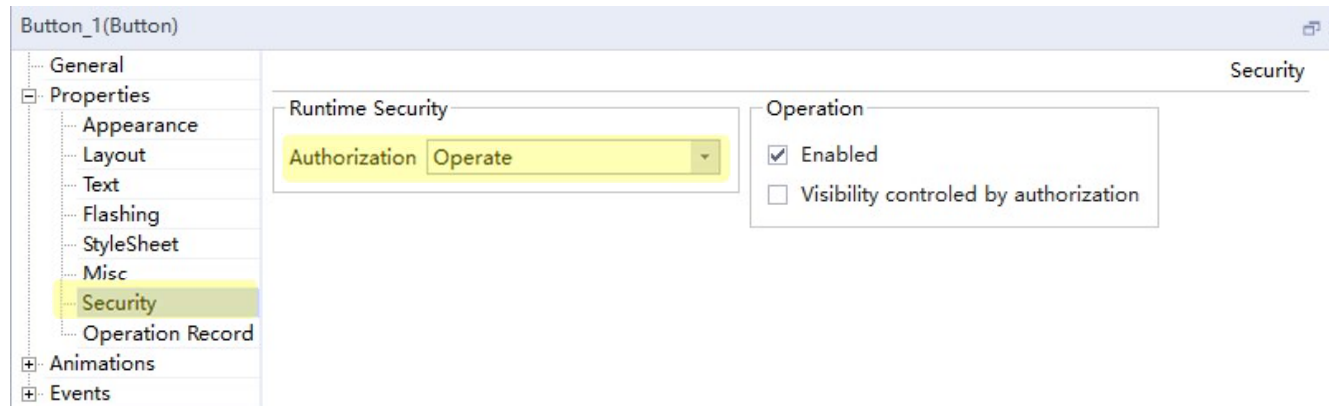 Button_1(Button)
General
Properties
Appearance
Layout
Text
Flashing
StyleSheet
Misc
Security
Operation Record
Animations
Events
Security
Runtime Security
Authorization Operate
Operation
Enabled
Visibility controled by authorization